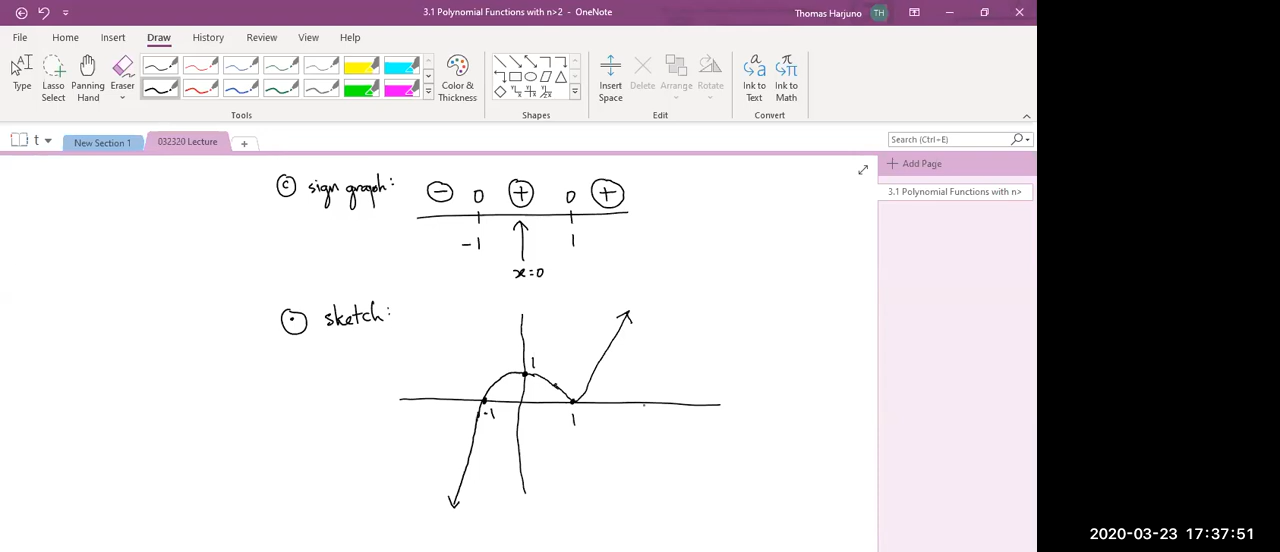 3.1 Polynomial Functions with n>2 - OneNote
Thomas Harjuno TH
File Home Insert Draw History Review View Help
Type
Lasso Select
Panning Hand
Eraser
Color & Thickness
Insert Space
Delete
Arrange
Rotate
Ink to Text
Ink to Math
Tools Shapes Edit Convert
t New Section 1 032320 Lecture
Search (Ctrl+E)
Add Page
3.1 Polynomial Functions with n>
c sign graph: - 0 + 0 +
-1 1
x=0
sketch:
1
-1 1
2020-03-23 17:37:51